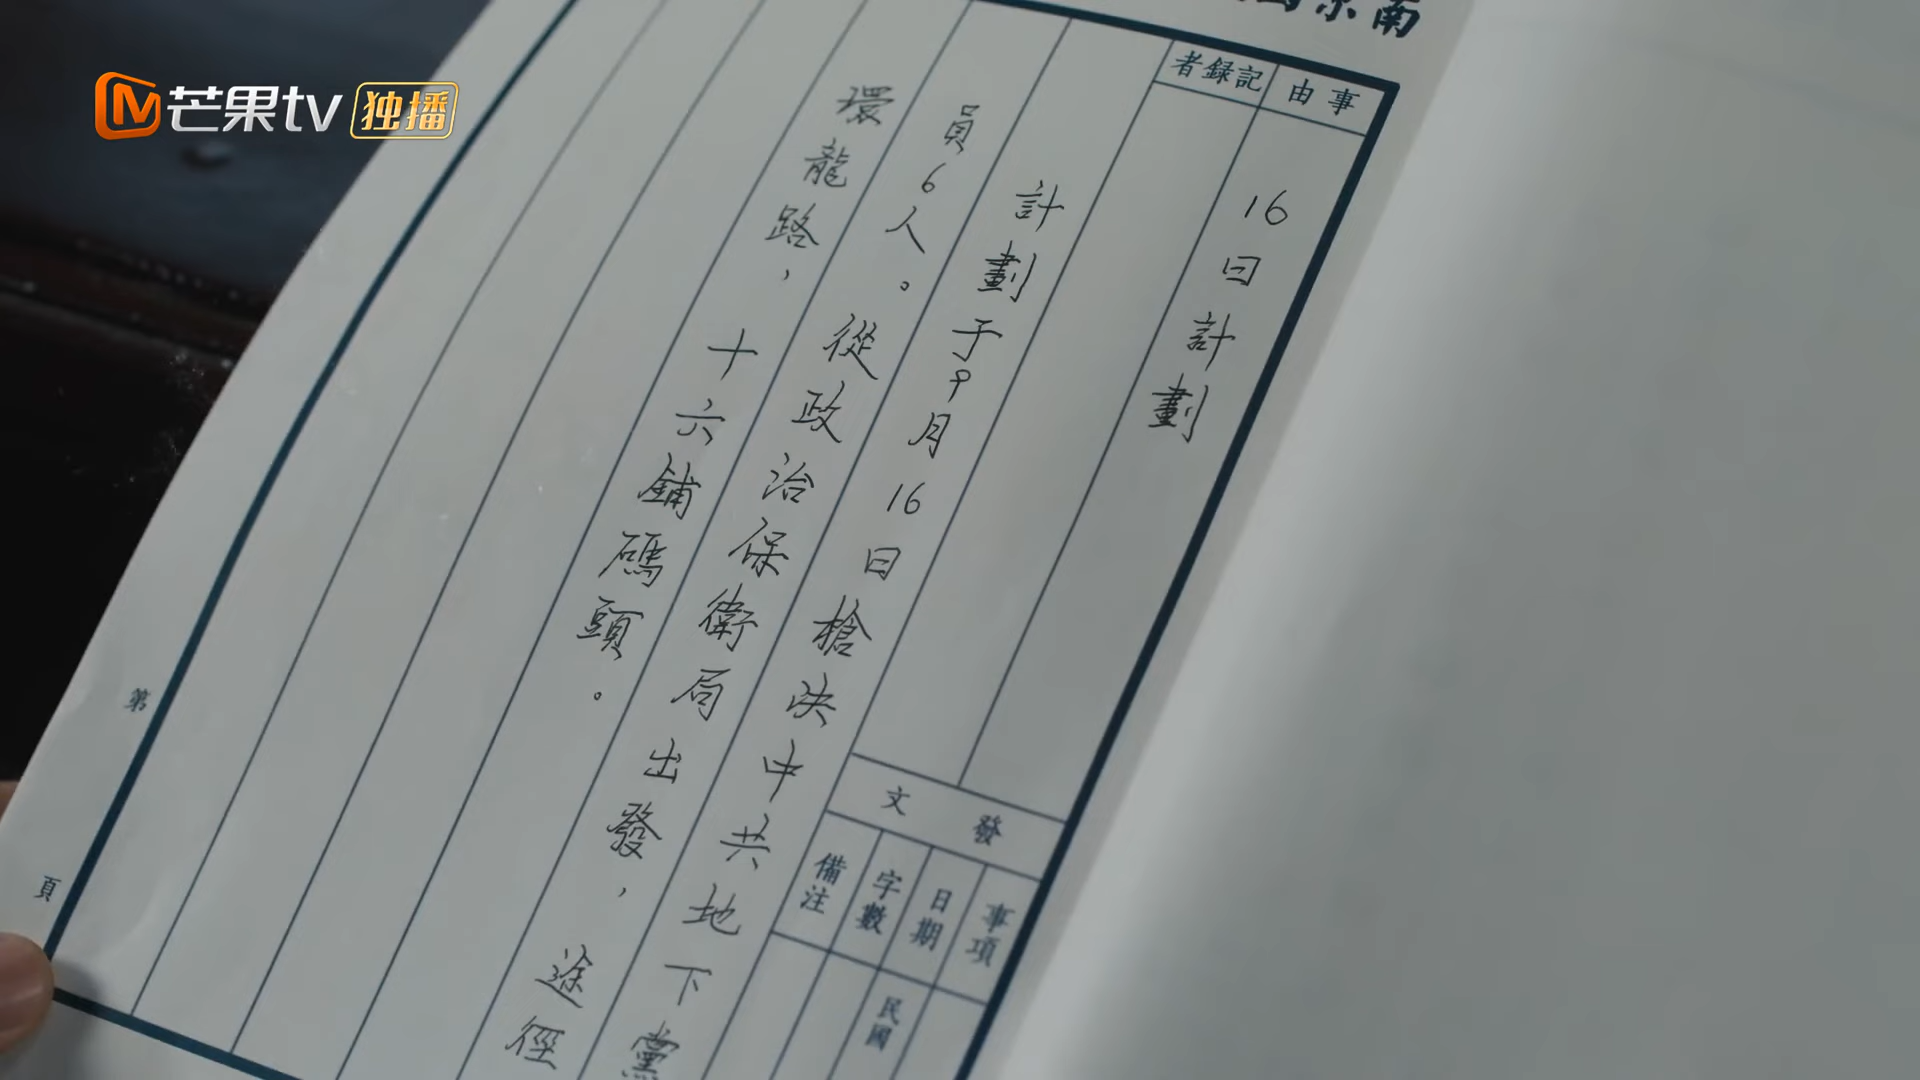 芒果tv 独播
南京
事由
記録者
16日計劃
計劃于9月16日槍決中共地下黨
員6人。從政治保衛局出發，途徑
環龍路，十六鋪碼頭。
發文
事項
日期
字數
備注
民國
第 頁